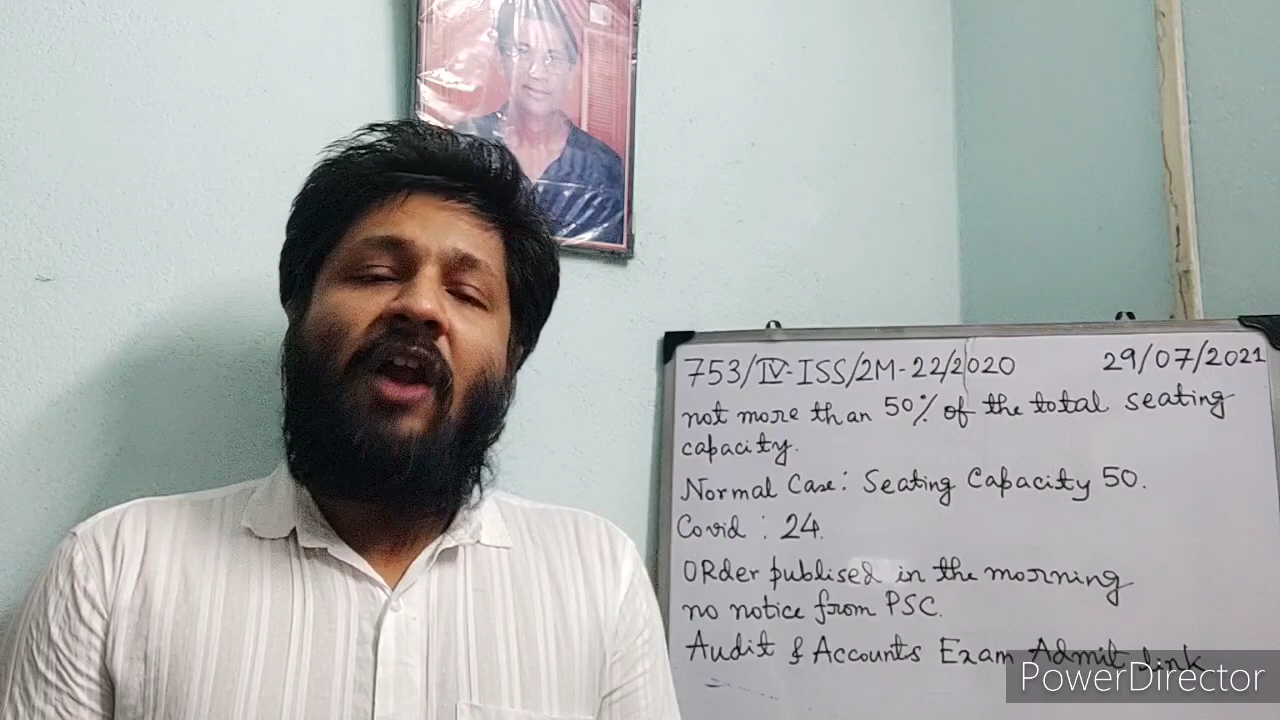 753/IV-ISS/2M-22/2020 29/07/2021
not more than 50% of the total seating
capacity.
Normal Case: Seating Capacity 50.
Covid : 24.
ORder publised in the morning
no notice from PSC.
Audit & Accounts Exam Admit link
PowerDirector